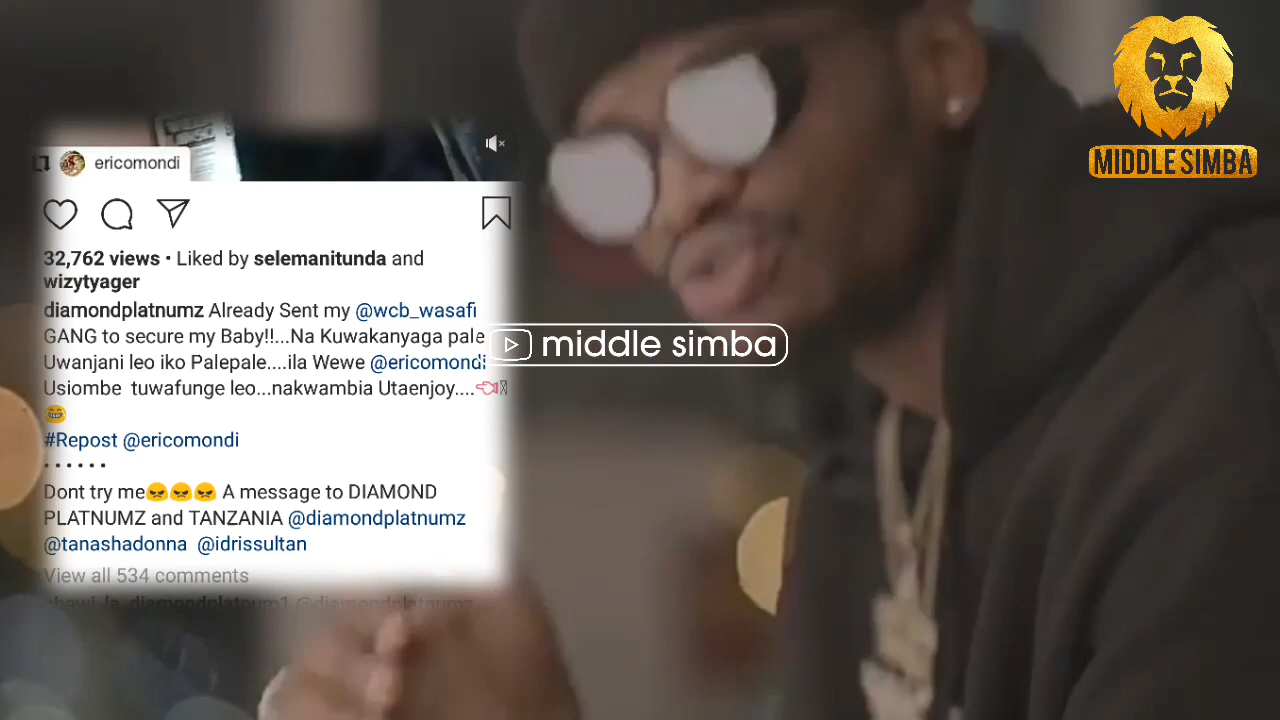 MIDDLE SIMBA
ericomondi
32,762 views • Liked by selemanitunda and
wizytyager
diamondplatnumz Already Sent my @wcb_wasafi
GANG to secure my Baby!!...Na Kuwakanyaga pale
Uwanjani leo iko Palepale....ila Wewe @ericomondi
Usiombe tuwafunge leo...nakwambia Utaenjoy....👈
😂
#Repost @ericomondi
• • • • • •
Dont try me😠😠😠 A message to DIAMOND
PLATNUMZ and TANZANIA @diamondplatnumz
@tanashadonna @idrissultan
View all 534 comments
middle simba